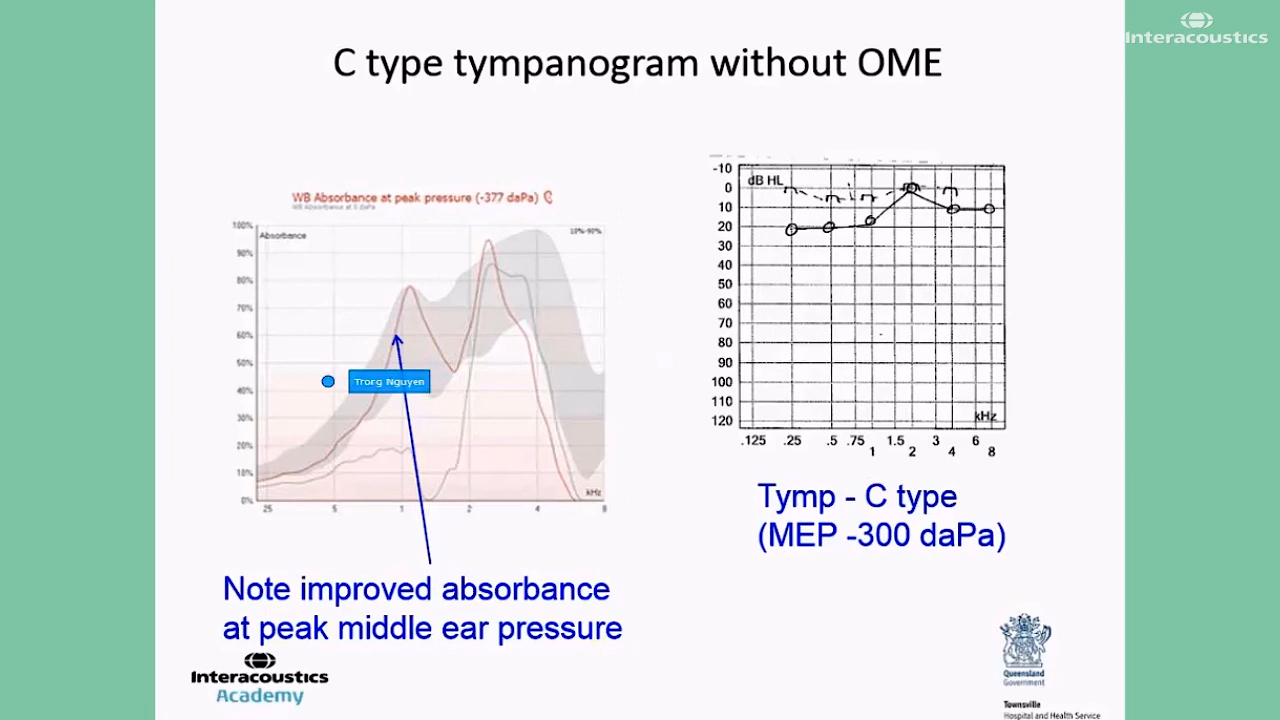 Interacoustics
C type tympanogram without OME
WB Absorbance at peak pressure (-377 daPa)
WB Absorbance at 0 daPa
Absorbance
10%-90%
100%
90%
80%
70%
60%
50%
40%
30%
20%
10%
0%
kHz
25 5 1 2 4 8
Trong Nguyen
dB HL
-10
0
10
20
30
40
50
60
70
80
90
100
110
120
kHz
.125 .25 .5 .75 1 1.5 2 3 4 6 8
Tymp - C type
(MEP -300 daPa)
Note improved absorbance
at peak middle ear pressure
Interacoustics
Academy
Queensland
Government
Townsville
Hospital and Health Service